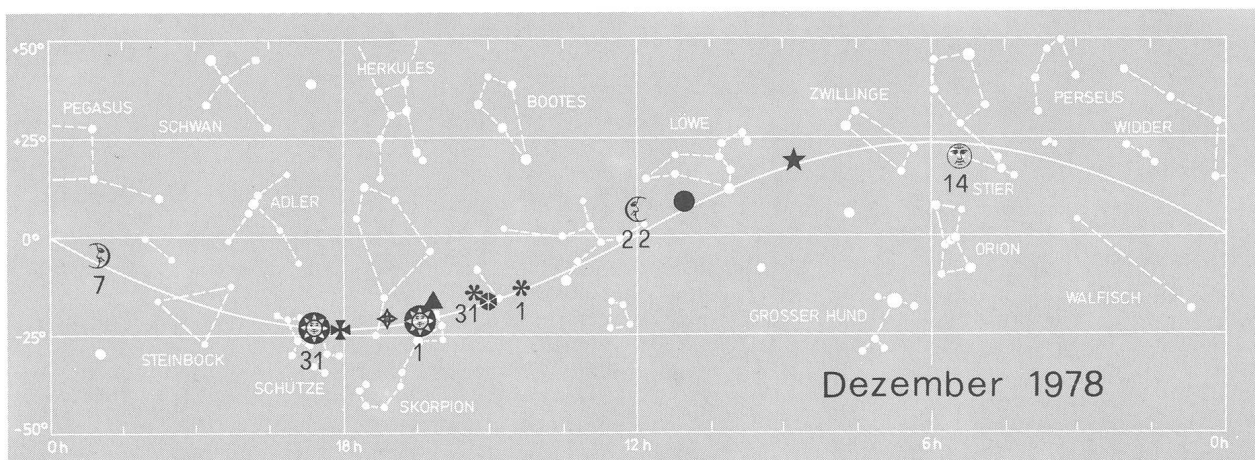 +50°
HERKULES
PEGASUS
SCHWAN
BOOTES
ZWILLINGE
PERSEUS
+25°
LÖWE
WIDDER
ADLER
14
STIER
0°
22
ORION
7
31
1
WALFISCH
GROSSER HUND
-25°
STEINBOCK
31
1
SCHÜTZE
SKORPION
Dezember 1978
-50°
0h
18h
12h
6h
0h